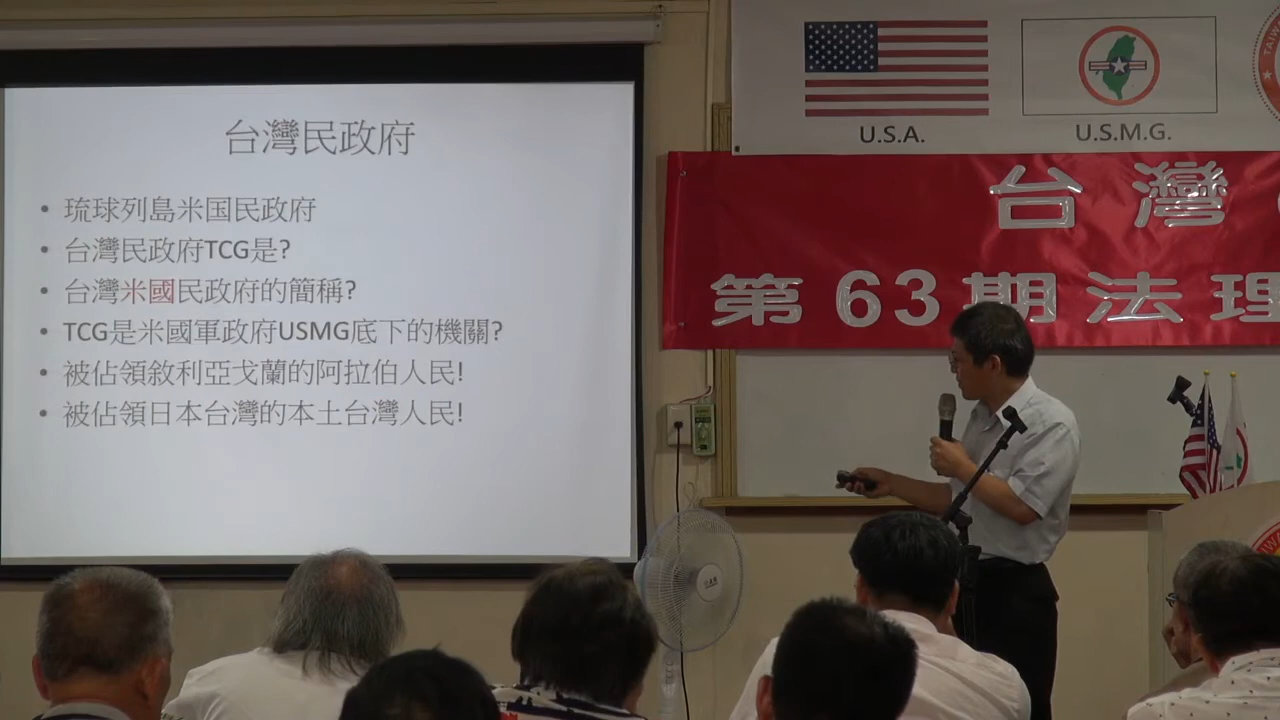 台灣民政府
• 琉球列島米国民政府
• 台灣民政府TCG是?
• 台灣米國民政府的簡稱?
• TCG是米國軍政府USMG底下的機關?
• 被佔領敘利亞戈蘭的阿拉伯人民!
• 被佔領日本台灣的本土台灣人民!
U.S.A.
U.S.M.G.
台灣
第63期法理